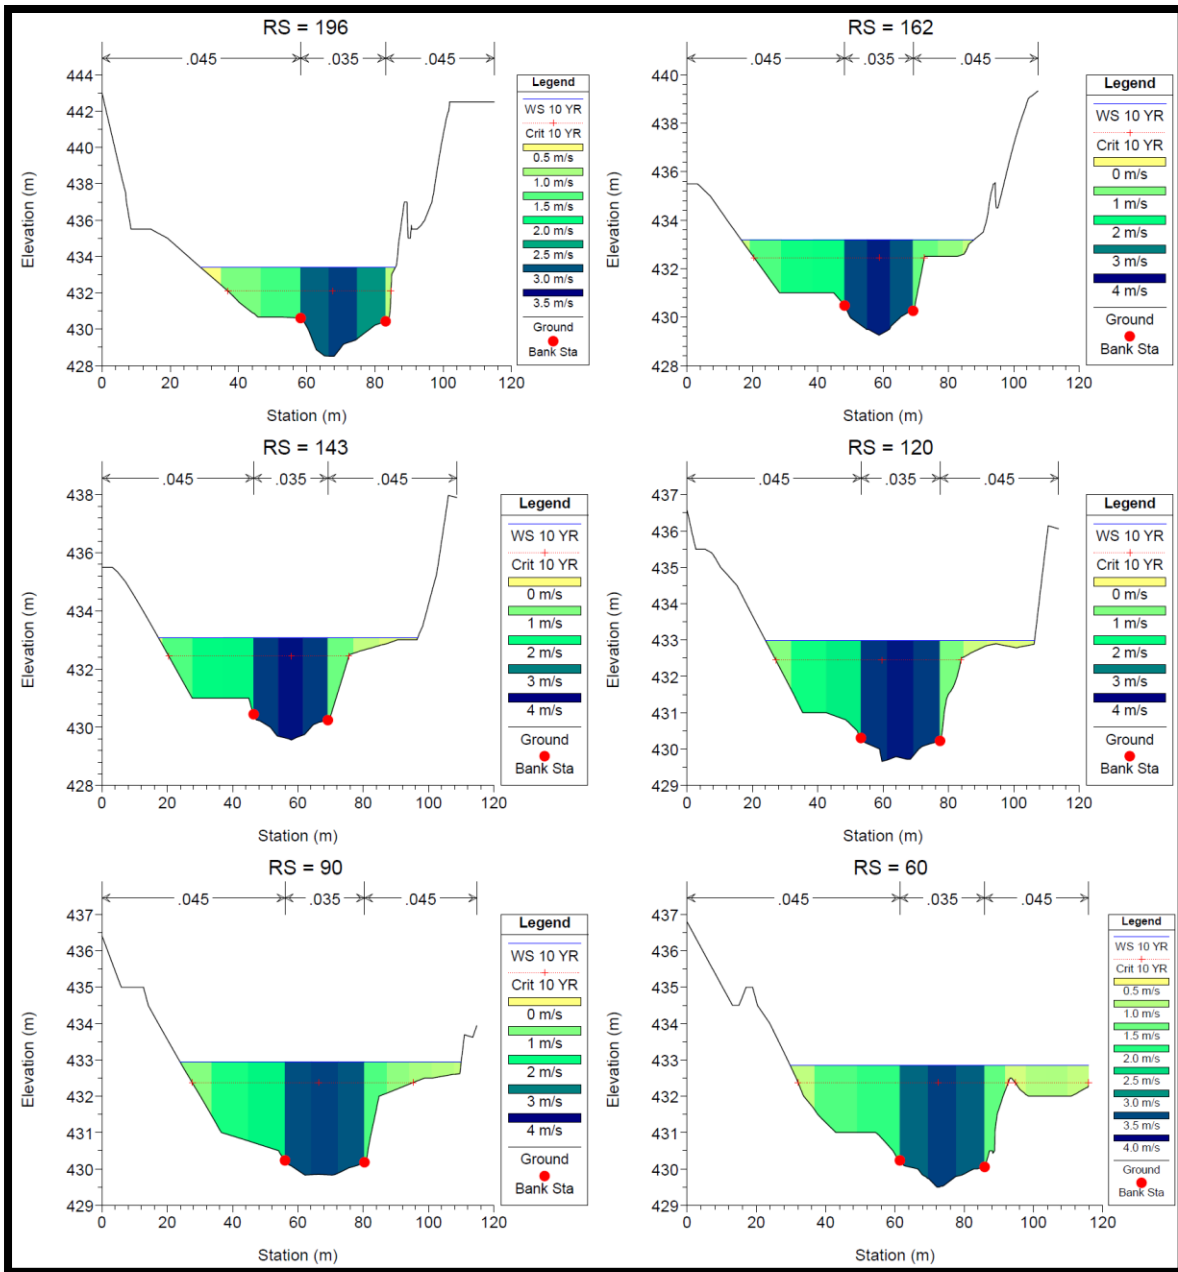 RS = 196
.045 .035 .045
444
442
440
438
436
434
432
430
428
Elevation (m)
0 20 40 60 80 100 120
Station (m)
Legend
WS 10 YR
Crit 10 YR
0.5 m/s
1.0 m/s
1.5 m/s
2.0 m/s
2.5 m/s
3.0 m/s
3.5 m/s
Ground
Bank Sta
RS = 162
.045 .035 .045
440
438
436
434
432
430
428
Elevation (m)
0 20 40 60 80 100 120
Station (m)
Legend
WS 10 YR
Crit 10 YR
0 m/s
1 m/s
2 m/s
3 m/s
4 m/s
Ground
Bank Sta
RS = 143
.045 .035 .045
438
436
434
432
430
428
Elevation (m)
0 20 40 60 80 100 120
Station (m)
Legend
WS 10 YR
Crit 10 YR
0 m/s
1 m/s
2 m/s
3 m/s
4 m/s
Ground
Bank Sta
RS = 120
.045 .035 .045
437
436
435
434
433
432
431
430
429
Elevation (m)
0 20 40 60 80 100 120
Station (m)
Legend
WS 10 YR
Crit 10 YR
0 m/s
1 m/s
2 m/s
3 m/s
4 m/s
Ground
Bank Sta
RS = 90
.045 .035 .045
437
436
435
434
433
432
431
430
429
Elevation (m)
0 20 40 60 80 100 120
Station (m)
Legend
WS 10 YR
Crit 10 YR
0 m/s
1 m/s
2 m/s
3 m/s
4 m/s
Ground
Bank Sta
RS = 60
.045 .035 .045
437
436
435
434
433
432
431
430
429
Elevation (m)
0 20 40 60 80 100 120
Station (m)
Legend
WS 10 YR
Crit 10 YR
0.5 m/s
1.0 m/s
1.5 m/s
2.0 m/s
2.5 m/s
3.0 m/s
3.5 m/s
4.0 m/s
Ground
Bank Sta